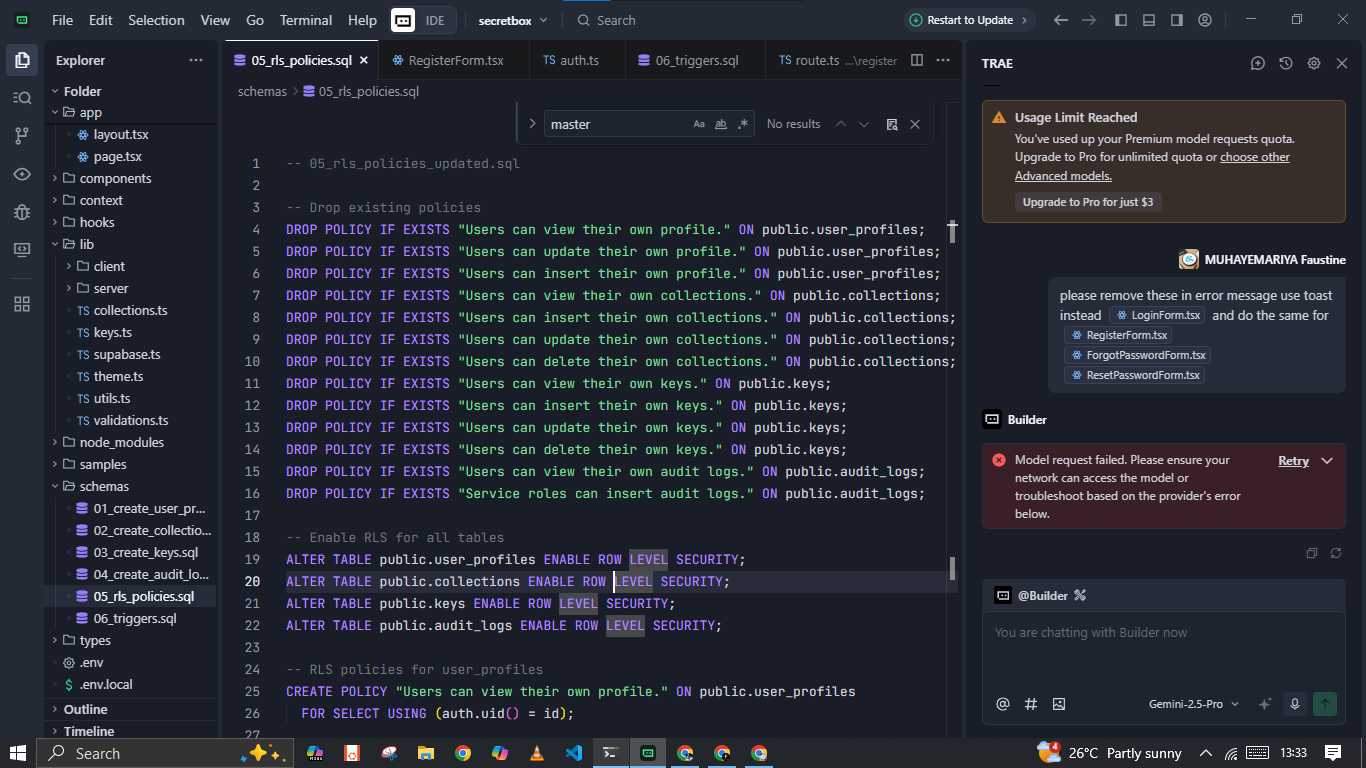 File Edit Selection View Go Terminal Help IDE secretbox Search Restart to Update
Explorer
Folder
app
layout.tsx
page.tsx
components
context
hooks
lib
client
server
TS collections.ts
TS keys.ts
TS supabase.ts
TS theme.ts
TS utils.ts
TS validations.ts
node_modules
samples
schemas
01_create_user_pr...
02_create_collectio...
03_create_keys.sql
04_create_audit_lo...
05_rls_policies.sql
06_triggers.sql
types
.env
$ .env.local
Outline
Timeline
05_rls_policies.sql RegisterForm.tsx TS auth.ts 06_triggers.sql TS route.ts ...\register
schemas > 05_rls_policies.sql
master Aa ab .* No results
1 -- 05_rls_policies_updated.sql
2
3 -- Drop existing policies
4 DROP POLICY IF EXISTS "Users can view their own profile." ON public.user_profiles;
5 DROP POLICY IF EXISTS "Users can update their own profile." ON public.user_profiles;
6 DROP POLICY IF EXISTS "Users can insert their own profile." ON public.user_profiles;
7 DROP POLICY IF EXISTS "Users can view their own collections." ON public.collections;
8 DROP POLICY IF EXISTS "Users can insert their own collections." ON public.collections;
9 DROP POLICY IF EXISTS "Users can update their own collections." ON public.collections;
10 DROP POLICY IF EXISTS "Users can delete their own collections." ON public.collections;
11 DROP POLICY IF EXISTS "Users can view their own keys." ON public.keys;
12 DROP POLICY IF EXISTS "Users can insert their own keys." ON public.keys;
13 DROP POLICY IF EXISTS "Users can update their own keys." ON public.keys;
14 DROP POLICY IF EXISTS "Users can delete their own keys." ON public.keys;
15 DROP POLICY IF EXISTS "Users can view their own audit logs." ON public.audit_logs;
16 DROP POLICY IF EXISTS "Service roles can insert audit logs." ON public.audit_logs;
17
18 -- Enable RLS for all tables
19 ALTER TABLE public.user_profiles ENABLE ROW LEVEL SECURITY;
20 ALTER TABLE public.collections ENABLE ROW LEVEL SECURITY;
21 ALTER TABLE public.keys ENABLE ROW LEVEL SECURITY;
22 ALTER TABLE public.audit_logs ENABLE ROW LEVEL SECURITY;
23
24 -- RLS policies for user_profiles
25 CREATE POLICY "Users can view their own profile." ON public.user_profiles
26 FOR SELECT USING (auth.uid() = id);
27
TRAE
Usage Limit Reached
You've used up your Premium model requests quota.
Upgrade to Pro for unlimited quota or choose other
Advanced models.
Upgrade to Pro for just $3
MUHAYEMARIYA Faustine
please remove these in error message use toast
instead LoginForm.tsx and do the same for
RegisterForm.tsx
ForgotPasswordForm.tsx
ResetPasswordForm.tsx
Builder
Model request failed. Please ensure your Retry
network can access the model or
troubleshoot based on the provider's error
below.
@Builder
You are chatting with Builder now
@ # Gemini-2.5-Pro
Search M365 4 26°C Partly sunny 13:33